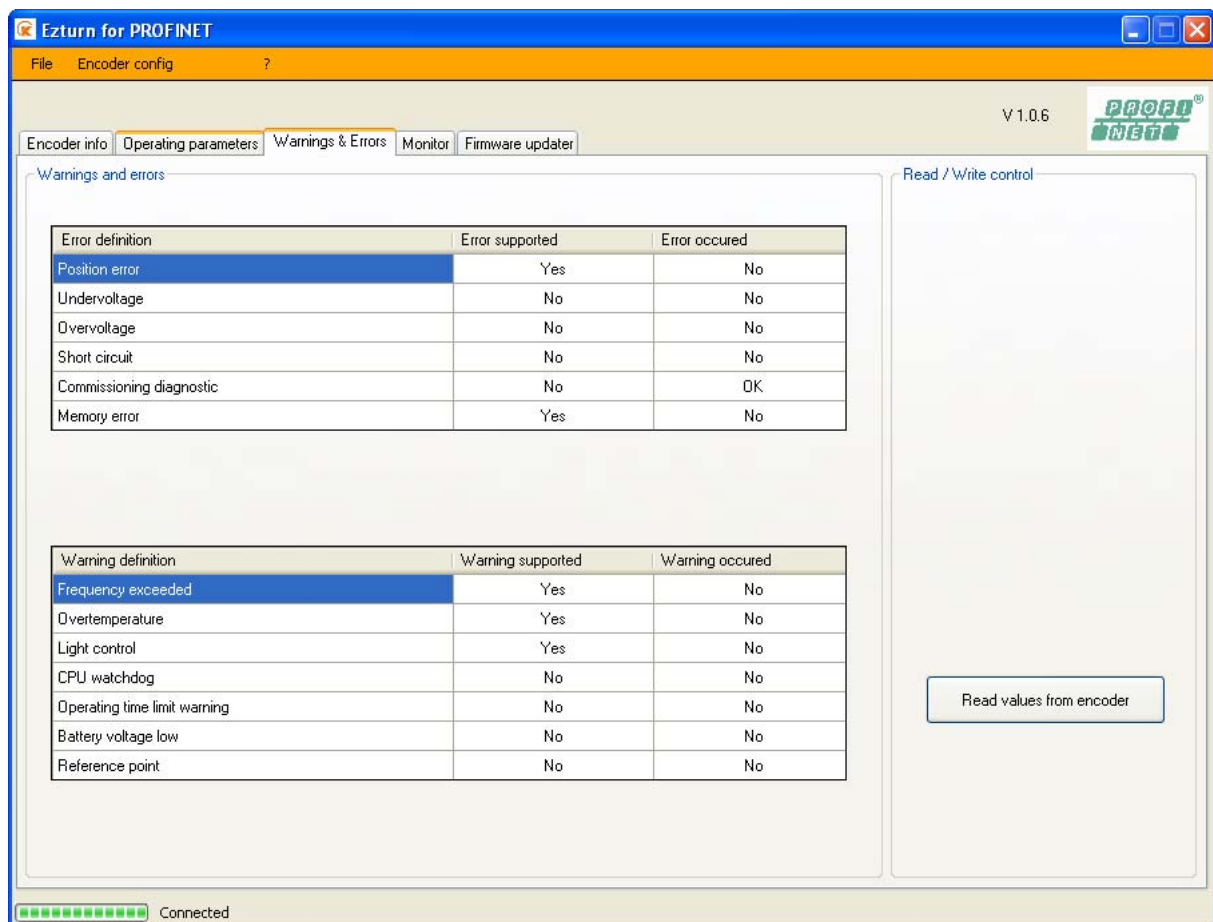 Ezturn for PROFINET
File Encoder config ?
V 1.0.6
PROFI®
NET
Encoder info Operating parameters Warnings & Errors Monitor Firmware updater
Warnings and errors
Read / Write control
Error definition Error supported Error occured
Position error Yes No
Undervoltage No No
Overvoltage No No
Short circuit No No
Commissioning diagnostic No OK
Memory error Yes No
Warning definition Warning supported Warning occured
Frequency exceeded Yes No
Overtemperature Yes No
Light control Yes No
CPU watchdog No No
Operating time limit warning No No
Battery voltage low No No
Reference point No No
Read values from encoder
Connected